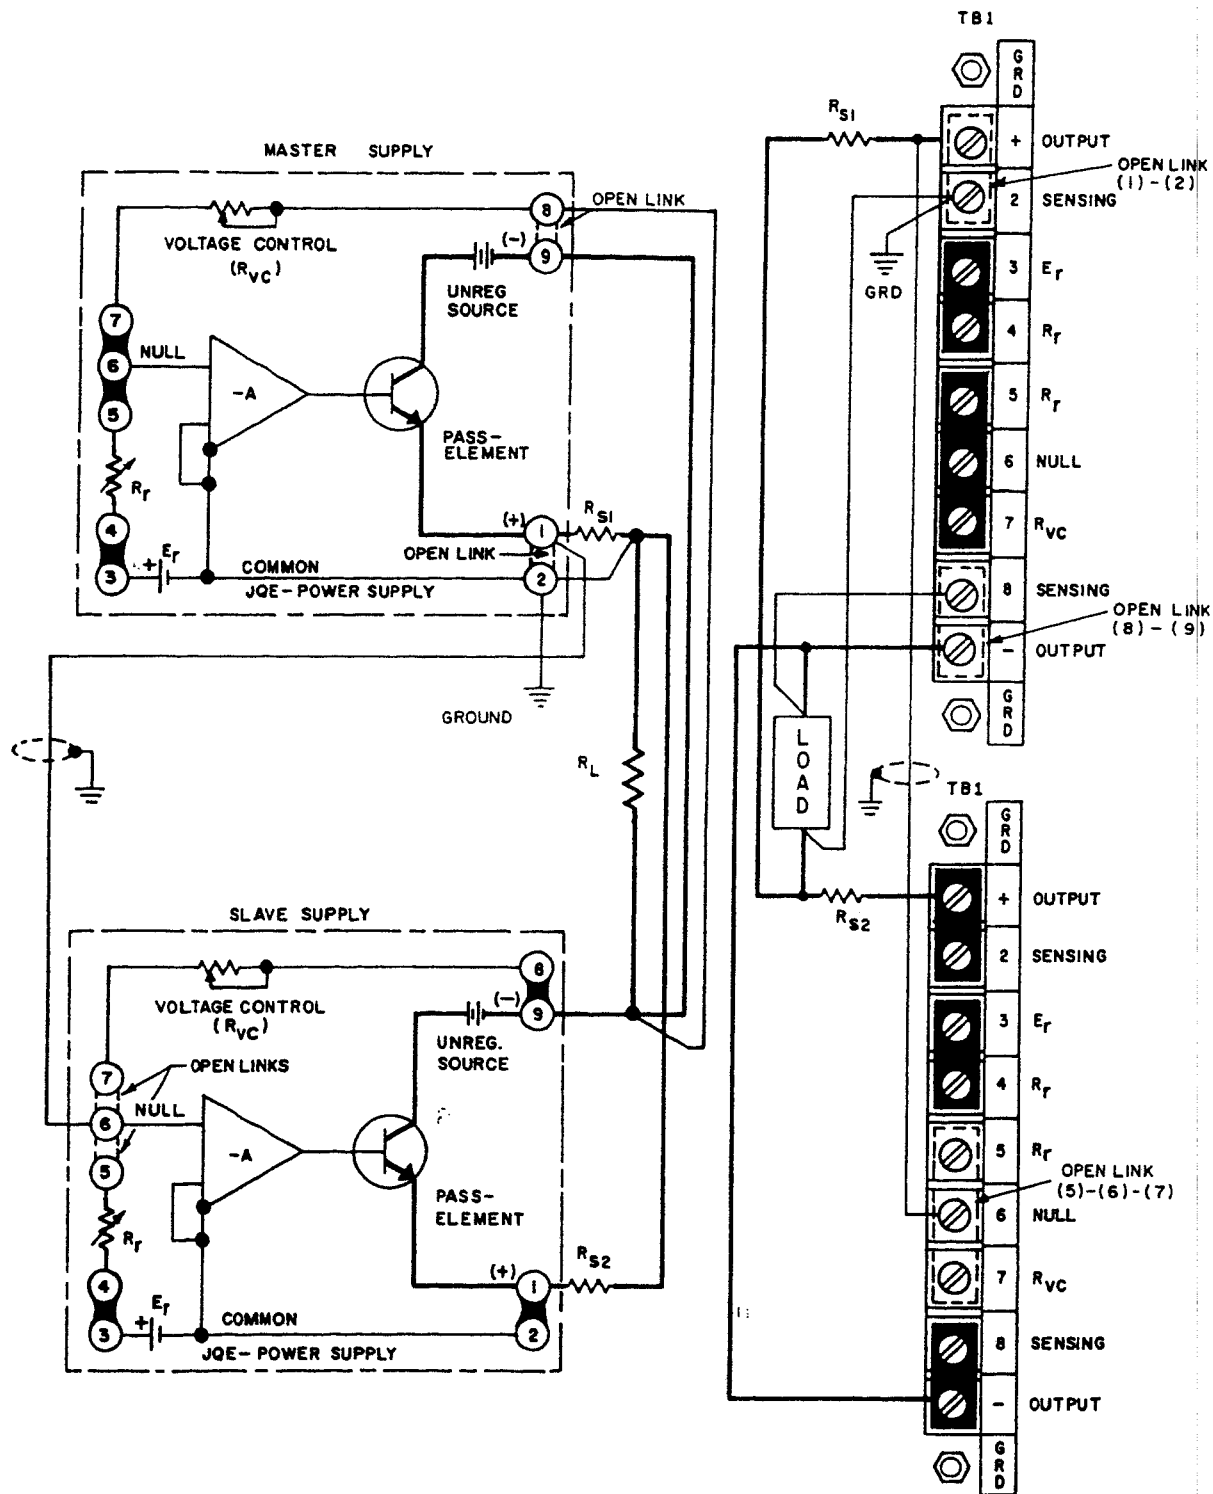 MASTER SUPPLY
8
OPEN LINK
VOLTAGE CONTROL
(RVC)
(-)
9
UNREG
SOURCE
7
6
NULL
5
-A
PASS-
ELEMENT
Rr
4
(+)
1
RS1
OPEN LINK
3
+
Er
COMMON
2
JQE-POWER SUPPLY
GROUND
RL
SLAVE SUPPLY
6
VOLTAGE CONTROL
(RVC)
(-)
9
UNREG.
SOURCE
7
OPEN LINKS
6
NULL
5
-A
PASS-
ELEMENT
Rr
4
(+)
1
RS2
3
+
Er
COMMON
2
JQE-POWER SUPPLY
TB1
GRD
RS1
+ OUTPUT
OPEN LINK
(1)-(2)
2 SENSING
GRD
3 Er
4 Rr
5 Rr
6 NULL
7 RVC
8 SENSING
OPEN LINK
(8)-(9)
- OUTPUT
GRD
LOAD
TB1
GRD
RS2
+ OUTPUT
2 SENSING
3 Er
4 Rr
5 Rr
OPEN LINK
(5)-(6)-(7)
6 NULL
7 RVC
8 SENSING
- OUTPUT
GRD